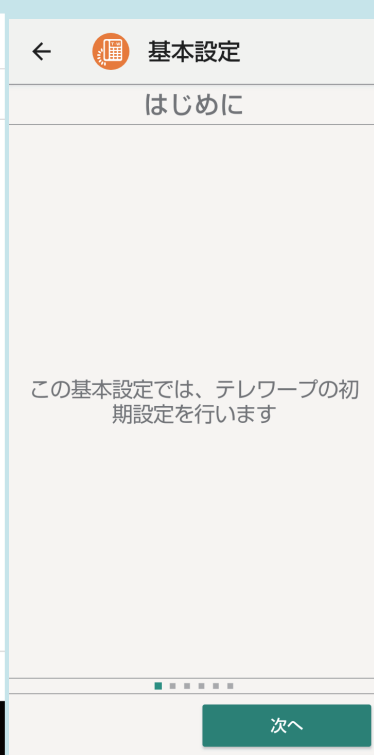 基本設定
はじめに
この基本設定では、テレワープの初
期設定を行います
次へ